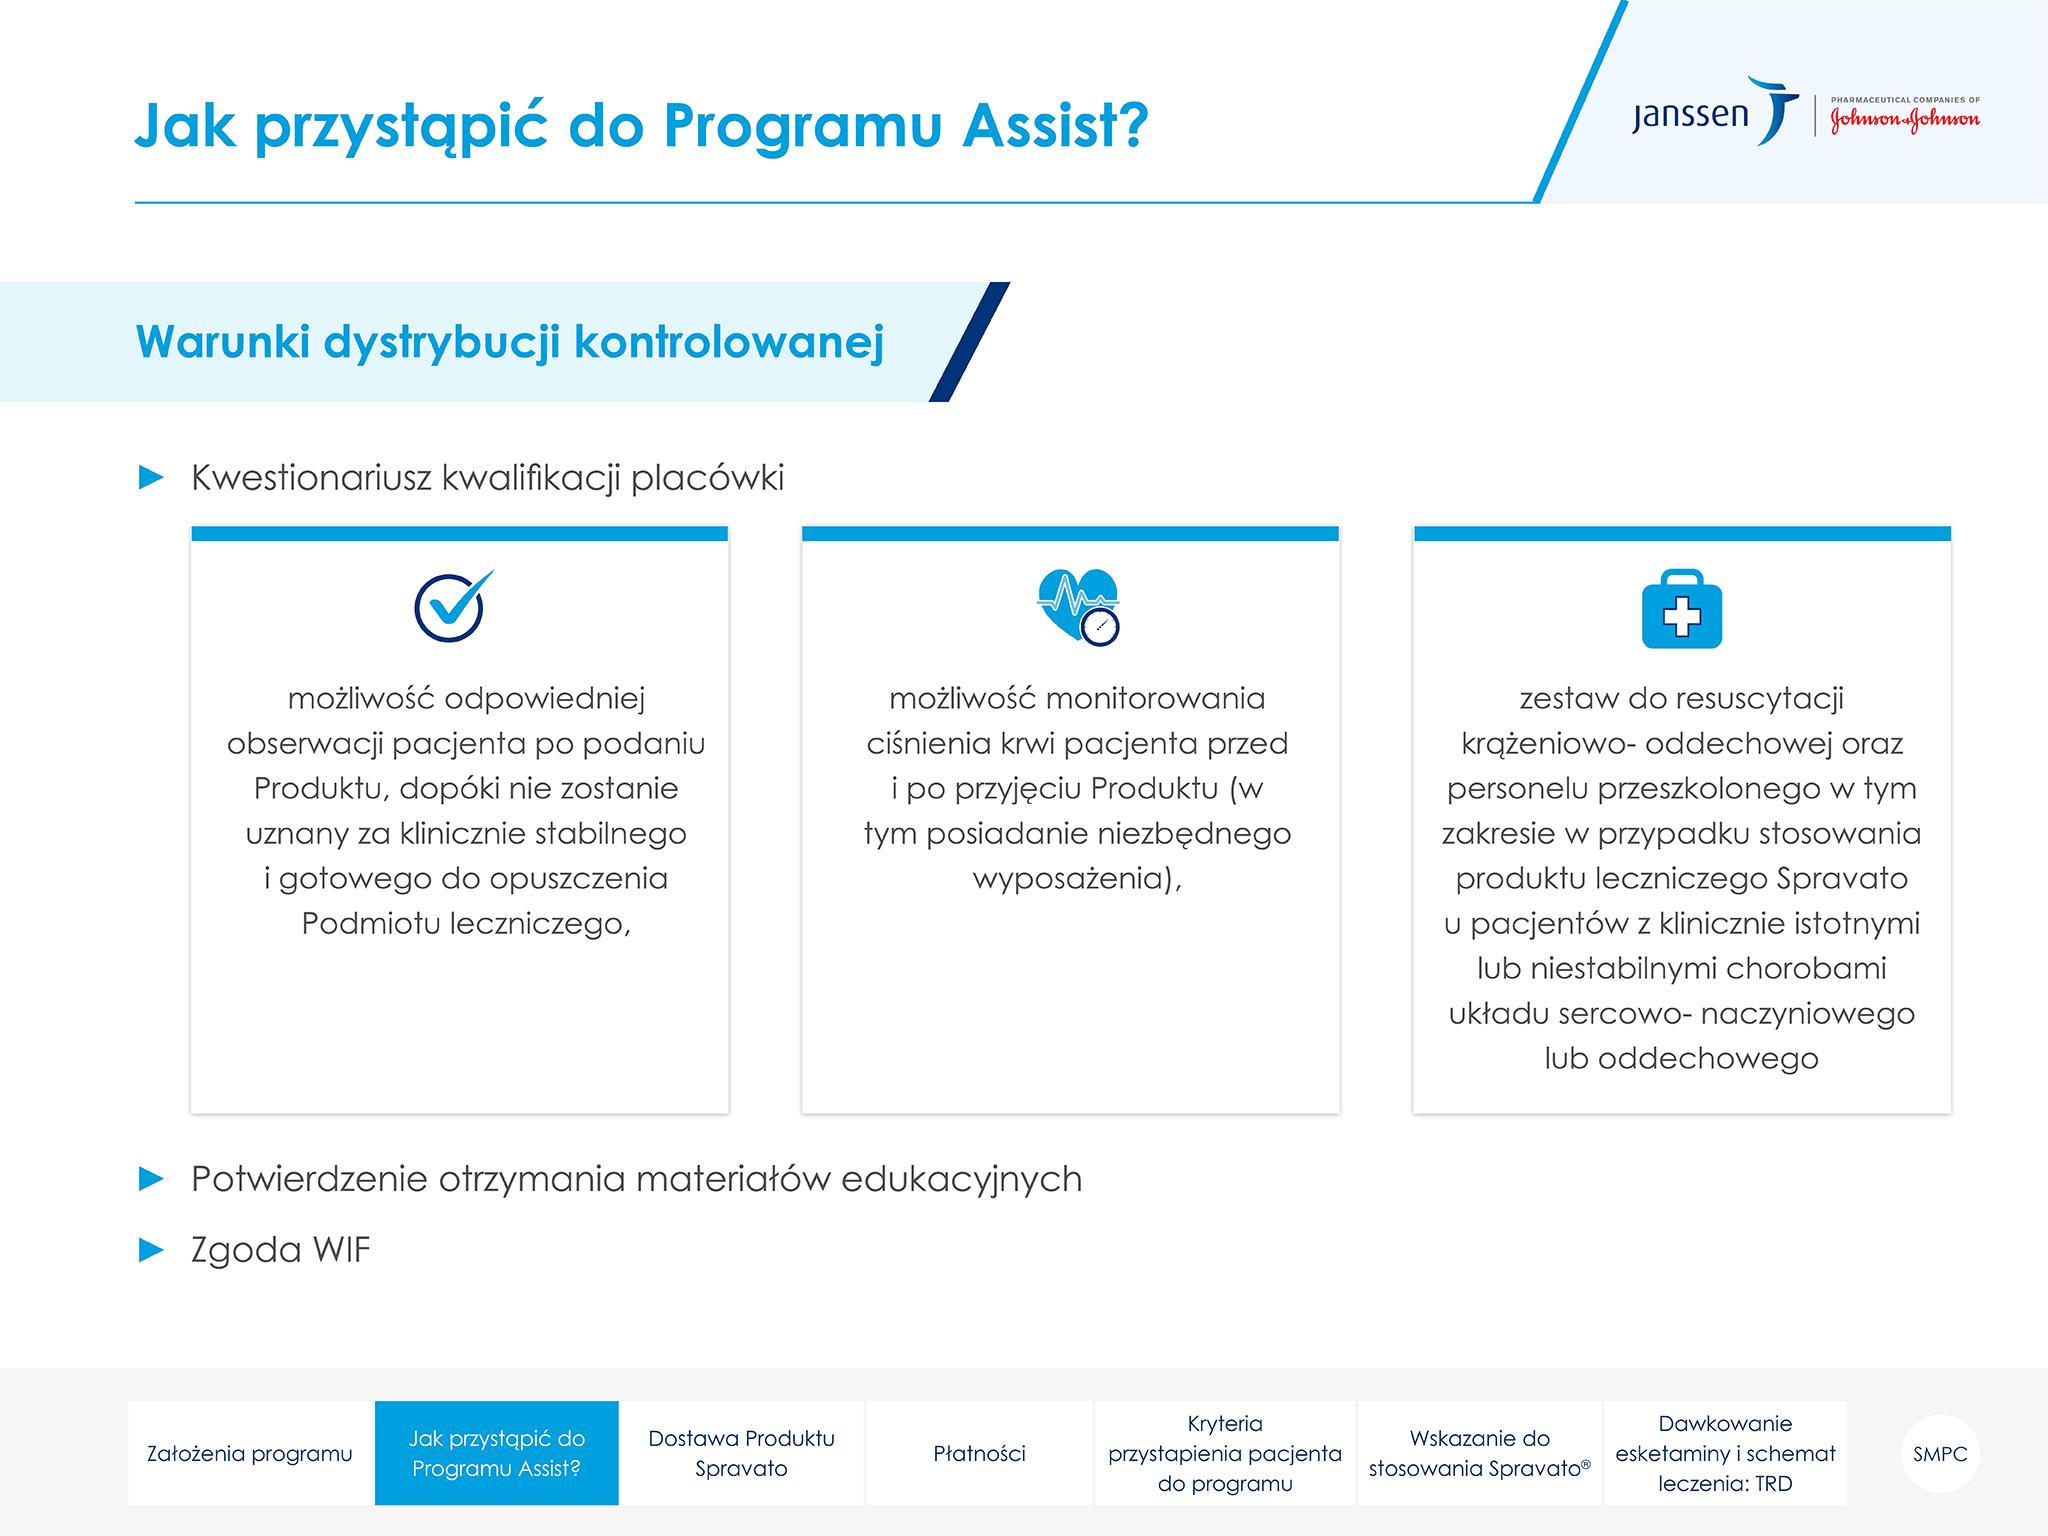 Jak przystąpić do Programu Assist?
janssen
PHARMACEUTICAL COMPANIES OF
Johnson & Johnson
Warunki dystrybucji kontrolowanej
Kwestionariusz kwalifikacji placówki
możliwość odpowiedniej
obserwacji pacjenta po podaniu
Produktu, dopóki nie zostanie
uznany za klinicznie stabilnego
i gotowego do opuszczenia
Podmiotu leczniczego,
możliwość monitorowania
ciśnienia krwi pacjenta przed
i po przyjęciu Produktu (w
tym posiadanie niezbędnego
wyposażenia),
zestaw do resuscytacji
krążeniowo- oddechowej oraz
personelu przeszkolonego w tym
zakresie w przypadku stosowania
produktu leczniczego Spravato
u pacjentów z klinicznie istotnymi
lub niestabilnymi chorobami
układu sercowo- naczyniowego
lub oddechowego
Potwierdzenie otrzymania materiałów edukacyjnych
Zgoda WIF
Założenia programu
Jak przystąpić do
Programu Assist?
Dostawa Produktu
Spravato
Płatności
Kryteria
przystapienia pacjenta
do programu
Wskazanie do
stosowania Spravato®
Dawkowanie
esketaminy i schemat
leczenia: TRD
SMPC